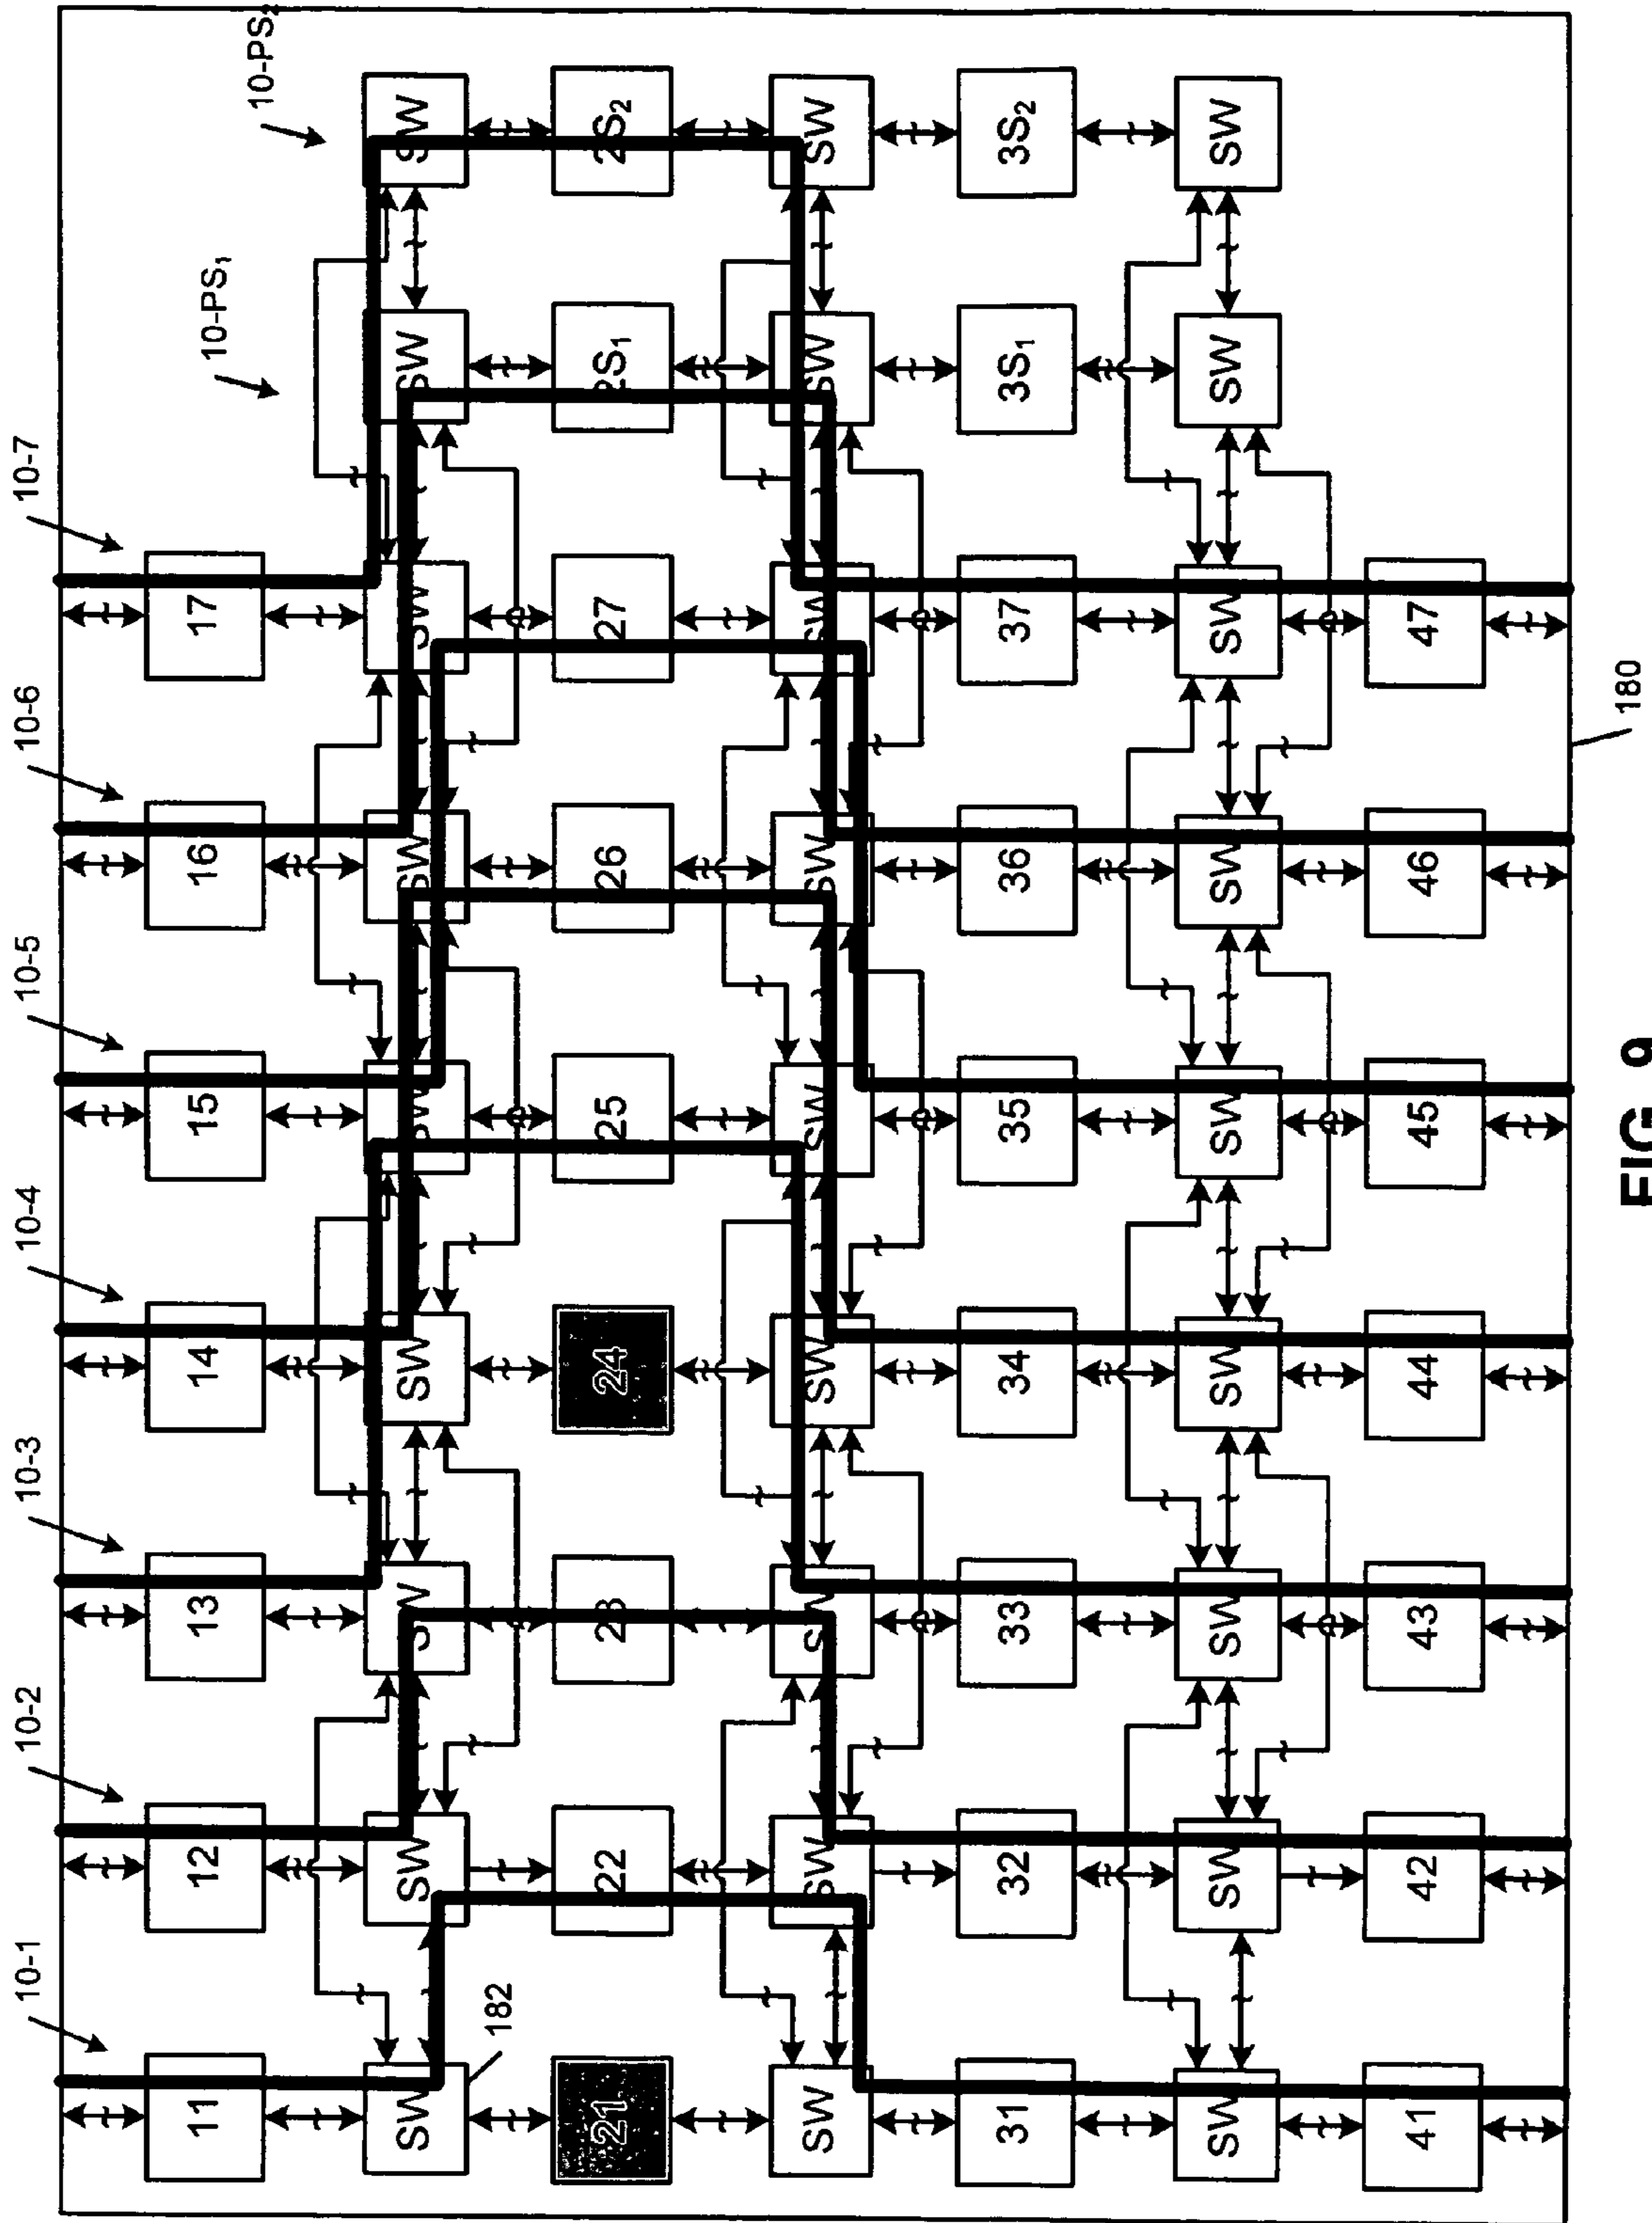 10-1
10-2
10-3
10-4
10-5
10-6
10-7
10-PS₂
10-PS₁
11
12
13
14
15
16
17
SW
SW
SW
SW
SW
SW
SW
SW
SW
182
21
22
23
24
25
26
27
2S₁
2S₂
SW
SW
SW
SW
SW
SW
SW
SW
SW
31
32
33
34
35
36
37
3S₁
3S₂
SW
SW
SW
SW
SW
SW
SW
SW
SW
41
42
43
44
45
46
47
180
FIG. 9